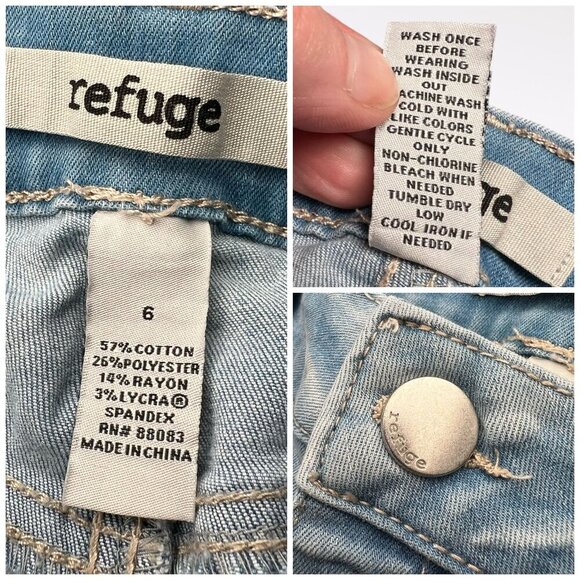 refuge
6
57% COTTON
26% POLYESTER
14% RAYON
3% LYCRA®
SPANDEX
RN# 88083
MADE IN CHINA
WASH ONCE
BEFORE
WEARING
WASH INSIDE
OUT
ACHINE WASH
COLD WITH
LIKE COLORS
GENTLE CYCLE
ONLY
NON-CHLORINE
BLEACH WHEN
NEEDED
TUMBLE DRY
LOW
COOL IRON IF
NEEDED
ge
refuge